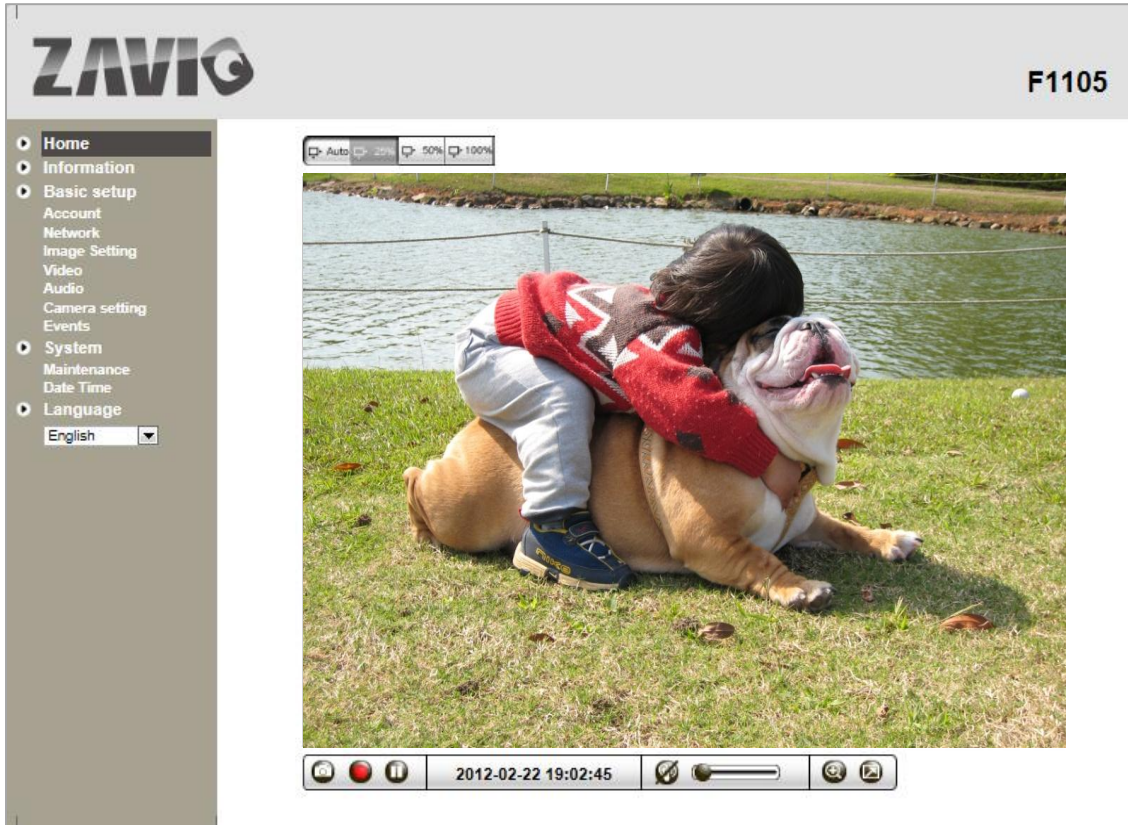 ZAVIO
F1105
Home
Information
Basic setup
Account
Network
Image Setting
Video
Audio
Camera setting
Events
System
Maintenance
Date Time
Language
English
Auto 25% 50% 100%
2012-02-22 19:02:45